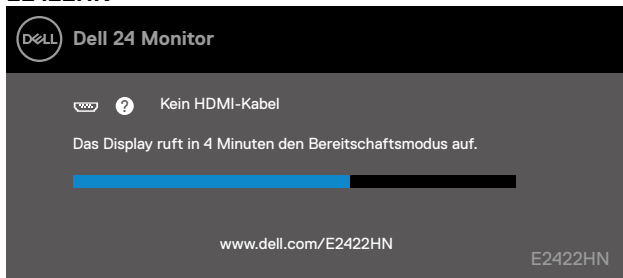 E2422HN
DELL Dell 24 Monitor
? Kein HDMI-Kabel
Das Display ruft in 4 Minuten den Bereitschaftsmodus auf.
www.dell.com/E2422HN
E2422HN